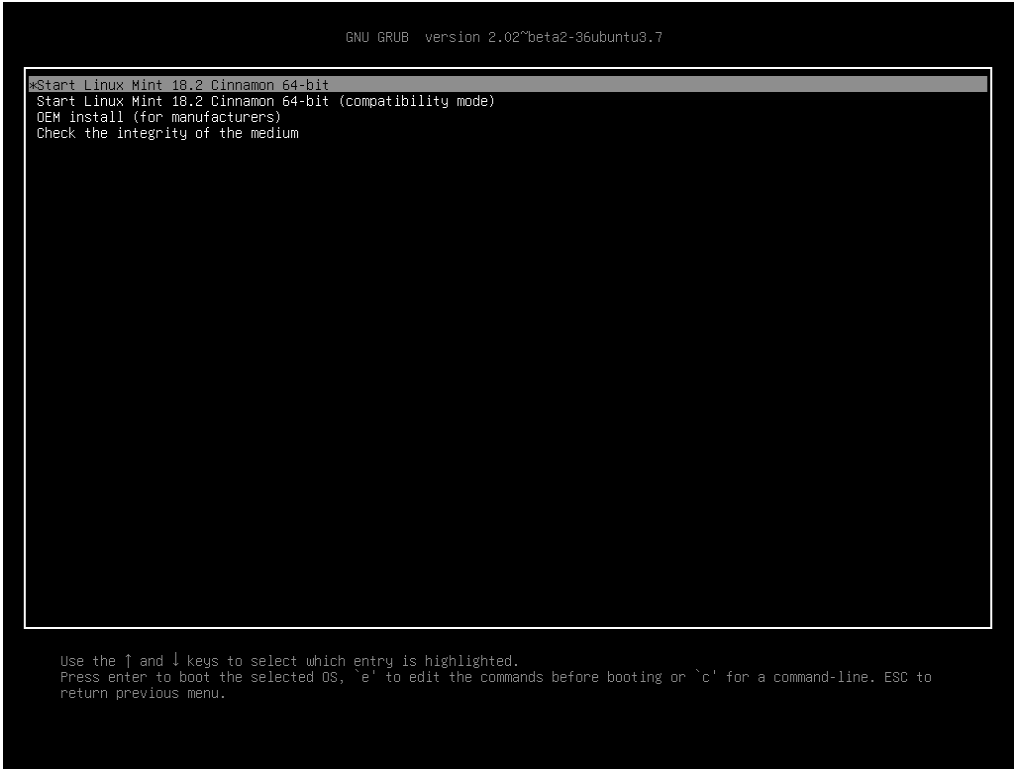 GNU GRUB  version 2.02~beta2-36ubuntu3.7
*Start Linux Mint 18.2 Cinnamon 64-bit
Start Linux Mint 18.2 Cinnamon 64-bit (compatibility mode)
OEM install (for manufacturers)
Check the integrity of the medium
Use the ↑ and ↓ keys to select which entry is highlighted.
Press enter to boot the selected OS, `e' to edit the commands before booting or `c' for a command-line. ESC to
return previous menu.